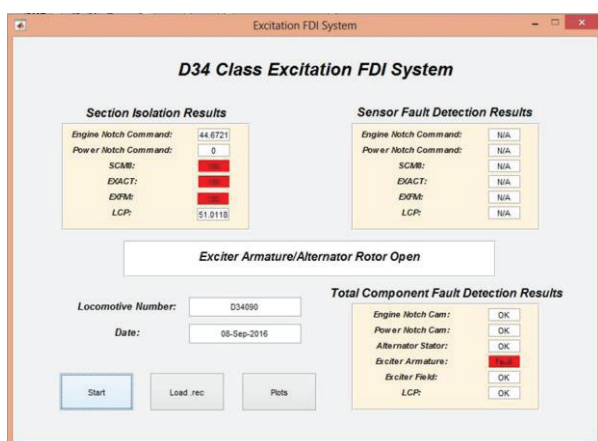 Excitation FDI System
D34 Class Excitation FDI System
Section Isolation Results
Engine Notch Command: 44.6721
Power Notch Command: 0
SCMB:
EXACT:
EXFM:
LCP: 51.0118
Sensor Fault Detection Results
Engine Notch Command: N/A
Power Notch Command: N/A
SCMB: N/A
EXACT: N/A
EXFM: N/A
LCP: N/A
Exciter Armature/Alternator Rotor Open
Locomotive Number: D34090
Date: 08-Sep-2016
Start
Load .rec
Plots
Total Component Fault Detection Results
Engine Notch Cam: OK
Power Notch Cam: OK
Alternator Stator: OK
Exciter Armature:
Exciter Field: OK
LCP: OK